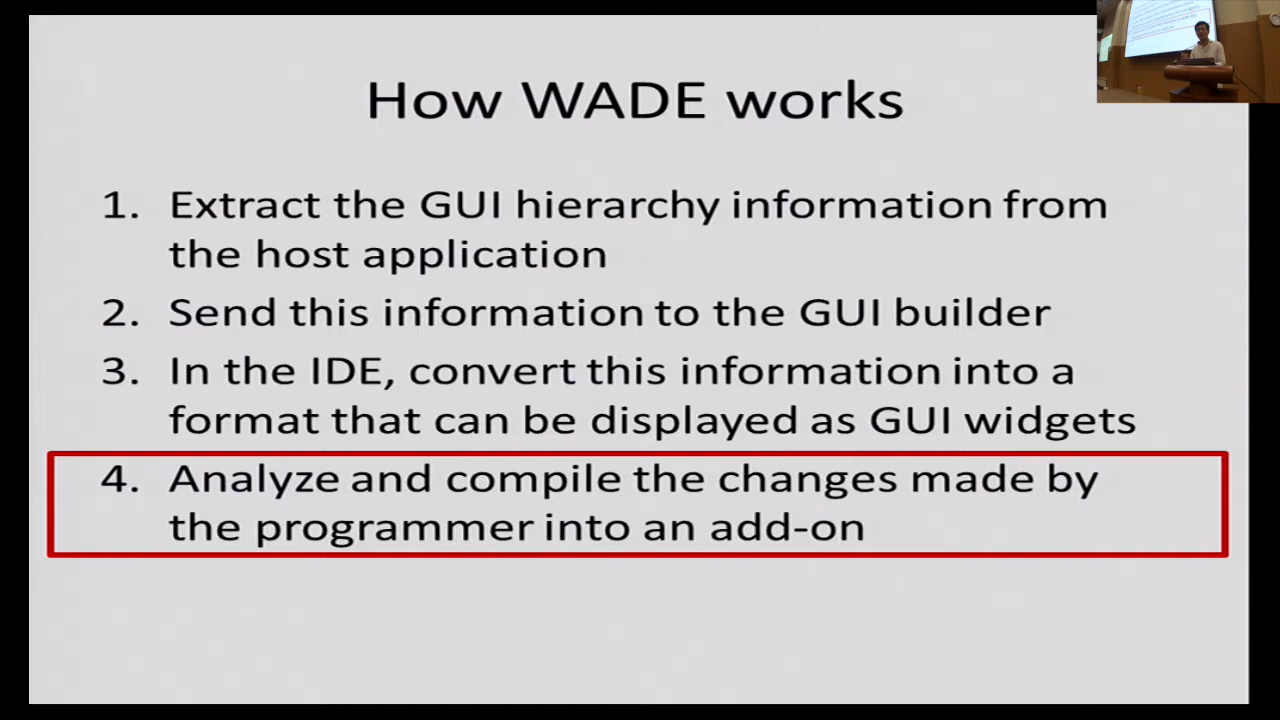 How WADE works
1. Extract the GUI hierarchy information from
the host application
2. Send this information to the GUI builder
3. In the IDE, convert this information into a
format that can be displayed as GUI widgets
4. Analyze and compile the changes made by
the programmer into an add-on